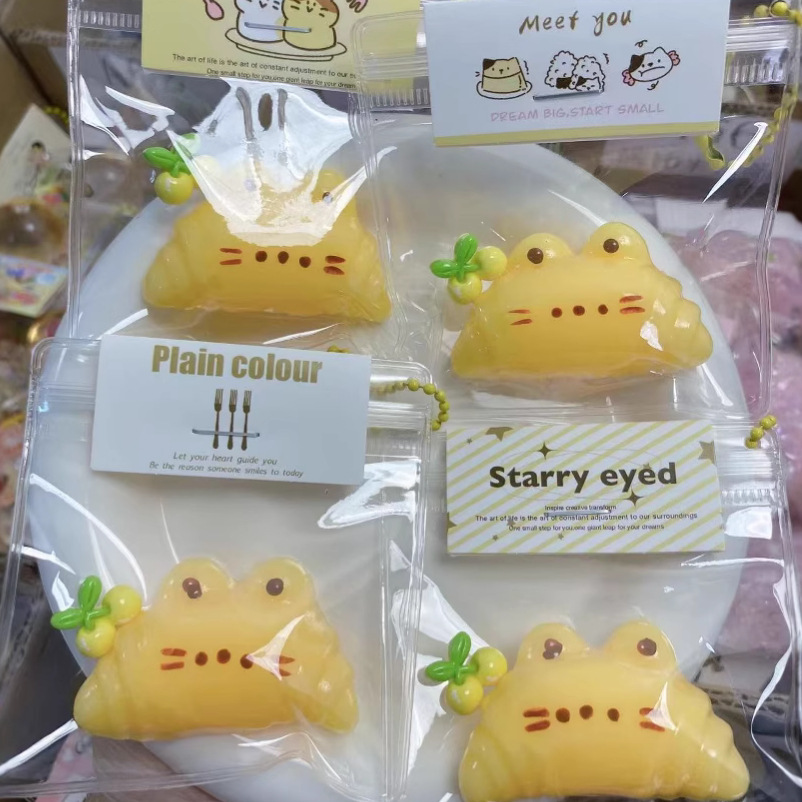 The art of life is the art of constant adjustment to our
One small step for you.one giant leap for your dream
Meet you
DREAM BIG.START SMALL
Plain colour
Let your heart guide you
Be the reason someone smiles to today
Starry eyed
Inspire creative transform
The art of life is the art of constant adjustment to our surroundings
One small step for you.one giant leap for your dreams